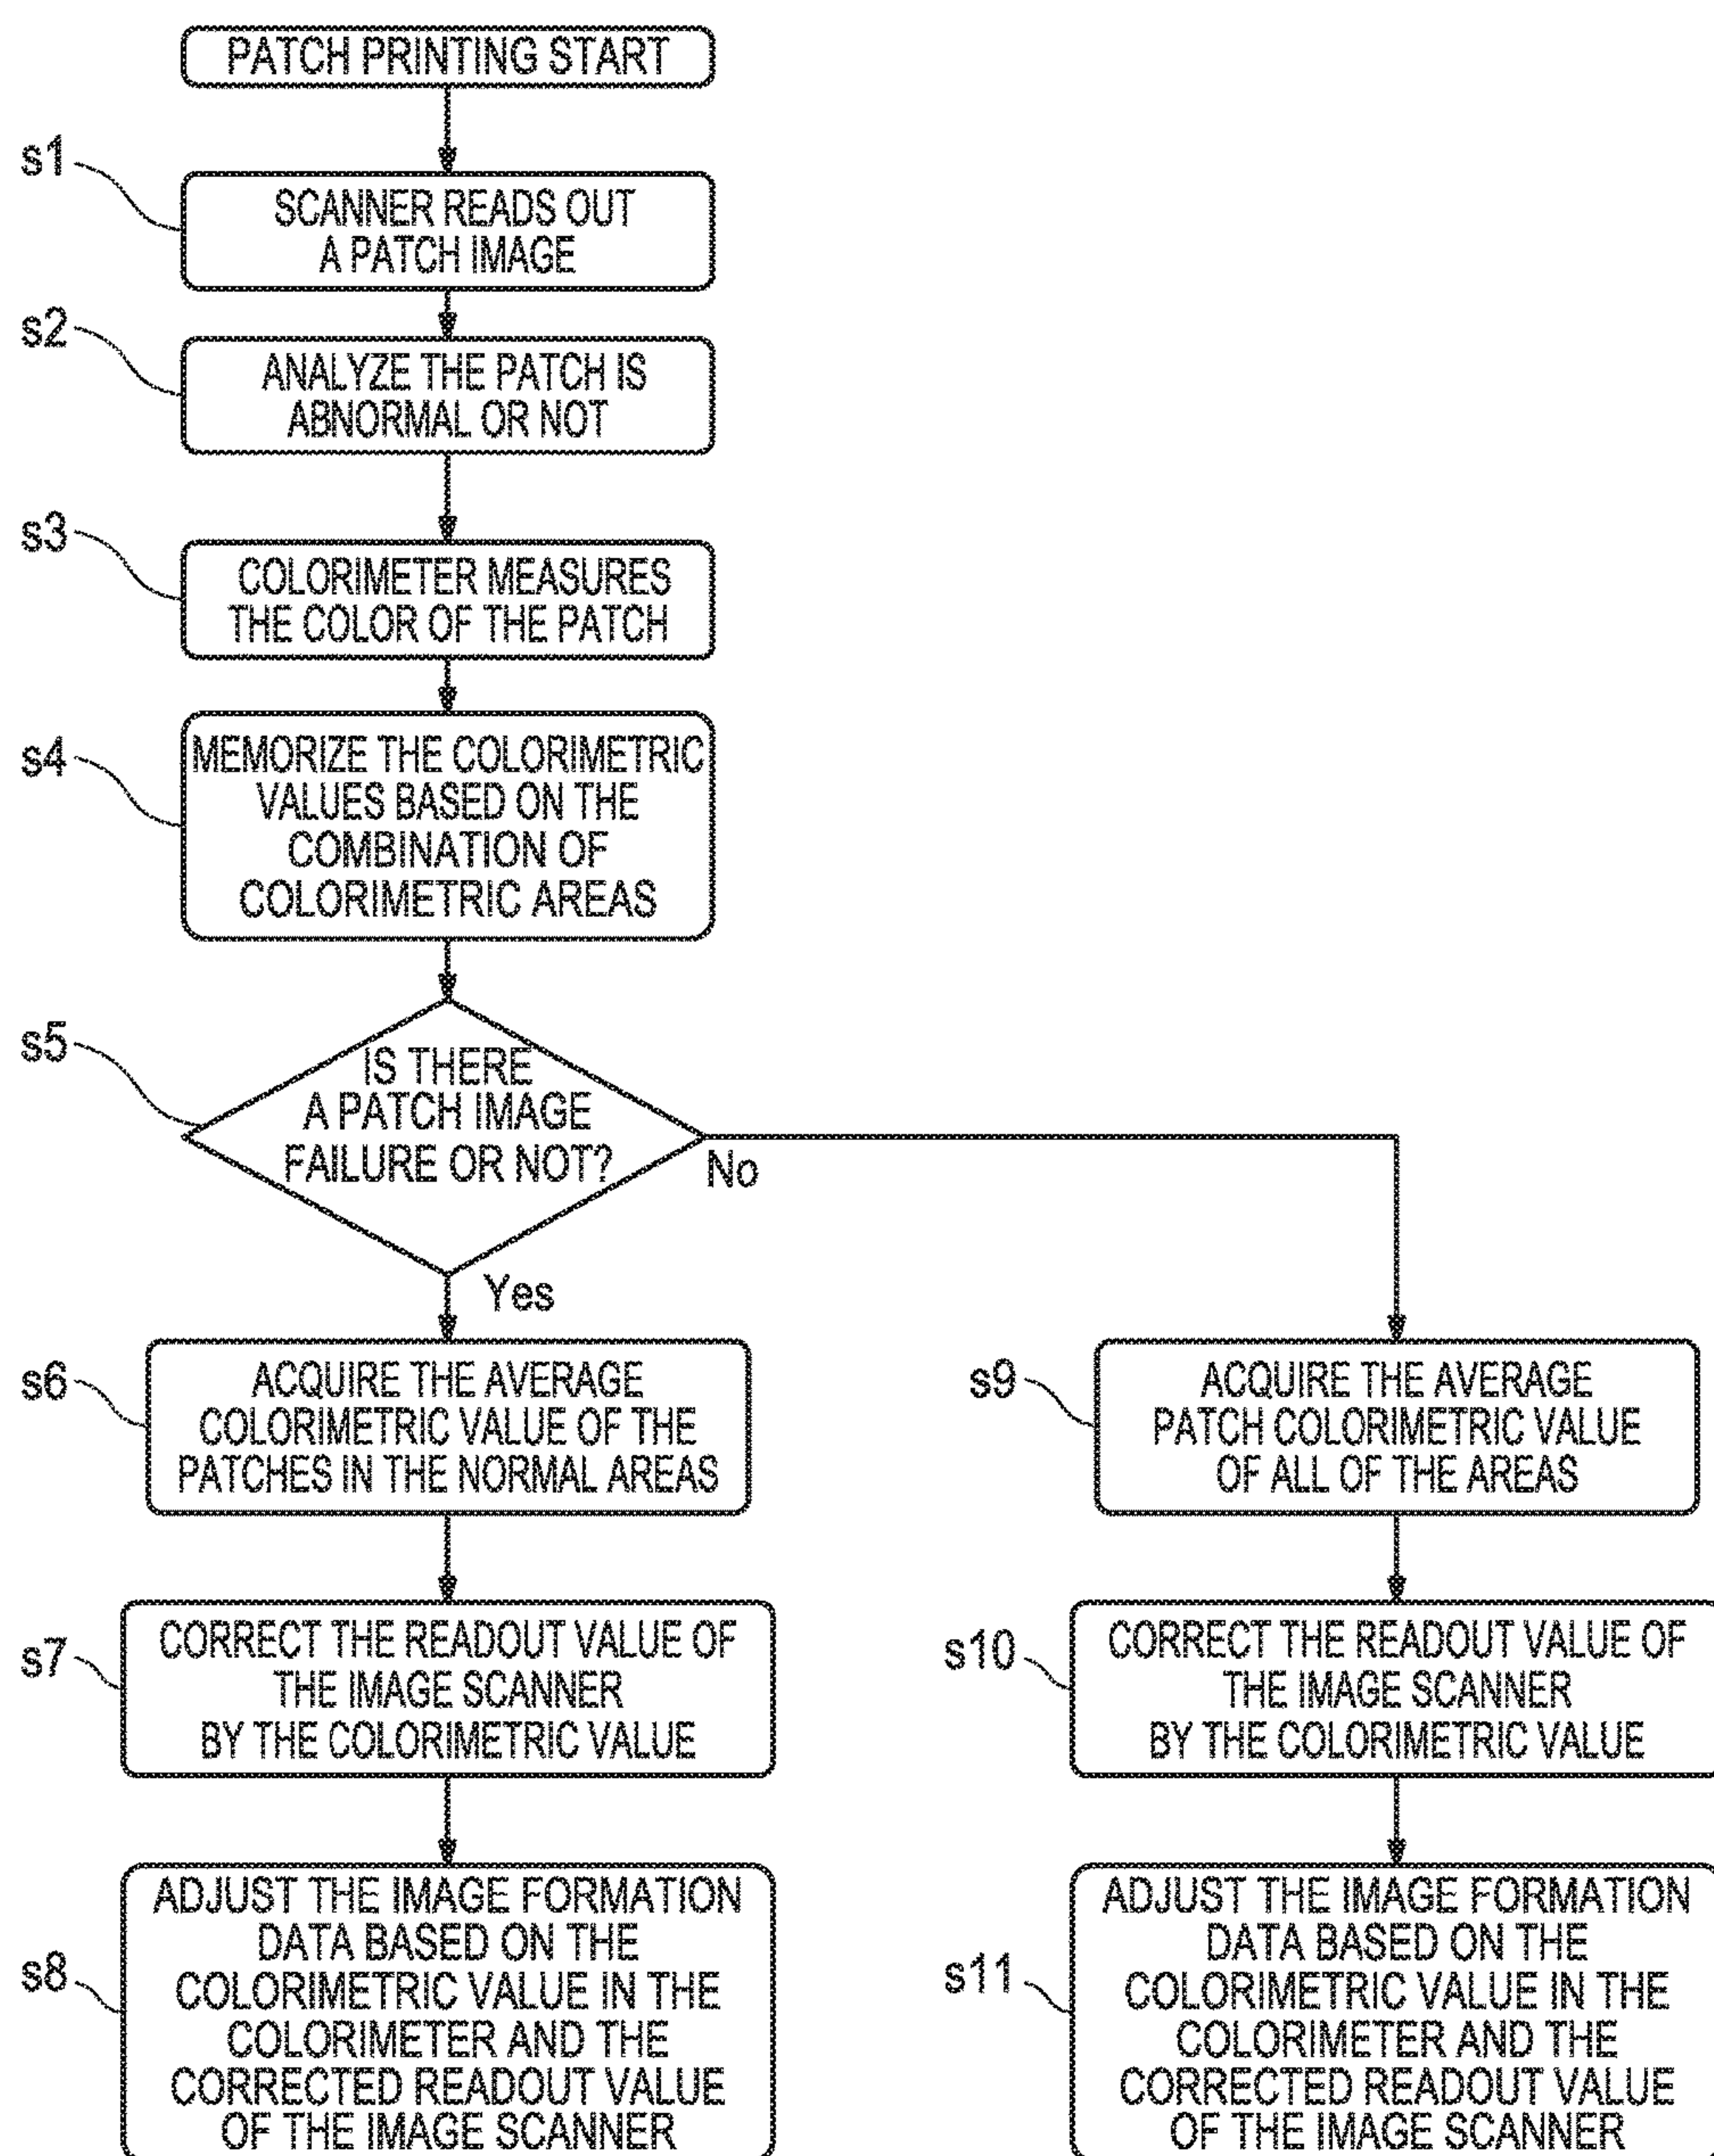 PATCH PRINTING START
s1
SCANNER READS OUT
A PATCH IMAGE
s2
ANALYZE THE PATCH IS
ABNORMAL OR NOT
s3
COLORIMETER MEASURES
THE COLOR OF THE PATCH
s4
MEMORIZE THE COLORIMETRIC
VALUES BASED ON THE
COMBINATION OF
COLORIMETRIC AREAS
s5
IS THERE
A PATCH IMAGE
FAILURE OR NOT?
No
Yes
s6
ACQUIRE THE AVERAGE
COLORIMETRIC VALUE OF THE
PATCHES IN THE NORMAL AREAS
s7
CORRECT THE READOUT VALUE OF
THE IMAGE SCANNER
BY THE COLORIMETRIC VALUE
s8
ADJUST THE IMAGE FORMATION
DATA BASED ON THE
COLORIMETRIC VALUE IN THE
COLORIMETER AND THE
CORRECTED READOUT VALUE
OF THE IMAGE SCANNER
s9
ACQUIRE THE AVERAGE
PATCH COLORIMETRIC VALUE
OF ALL OF THE AREAS
s10
CORRECT THE READOUT VALUE OF
THE IMAGE SCANNER
BY THE COLORIMETRIC VALUE
s11
ADJUST THE IMAGE FORMATION
DATA BASED ON THE
COLORIMETRIC VALUE IN THE
COLORIMETER AND THE
CORRECTED READOUT VALUE
OF THE IMAGE SCANNER